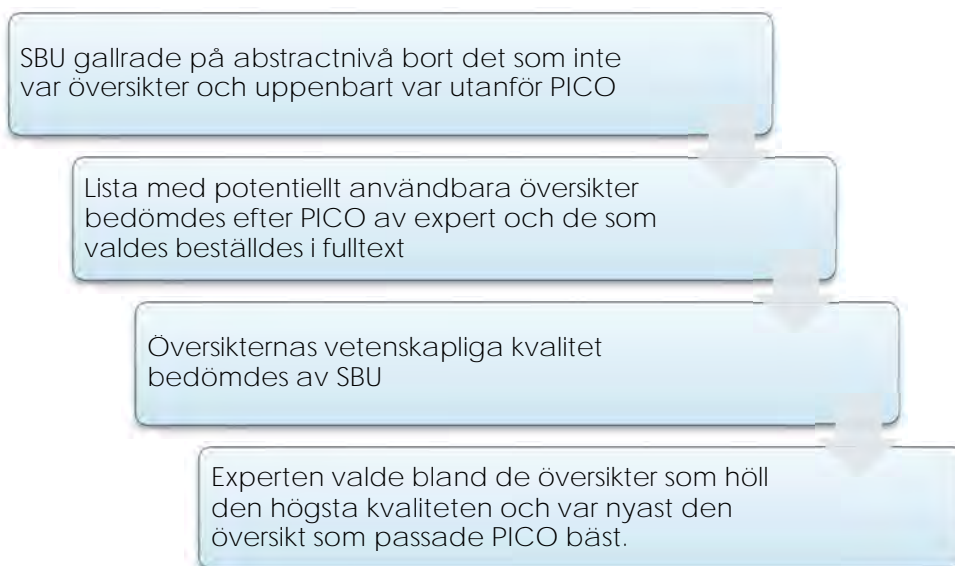 SBU gallrade på abstractnivå bort det som inte
var översikter och uppenbart var utanför PICO
Lista med potentiellt användbara översikter
bedömdes efter PICO av expert och de som
valdes beställdes i fulltext
Översikternas vetenskapliga kvalitet
bedömdes av SBU
Experten valde bland de översikter som höll
den högsta kvaliteten och var nyast den
översikt som passade PICO bäst.